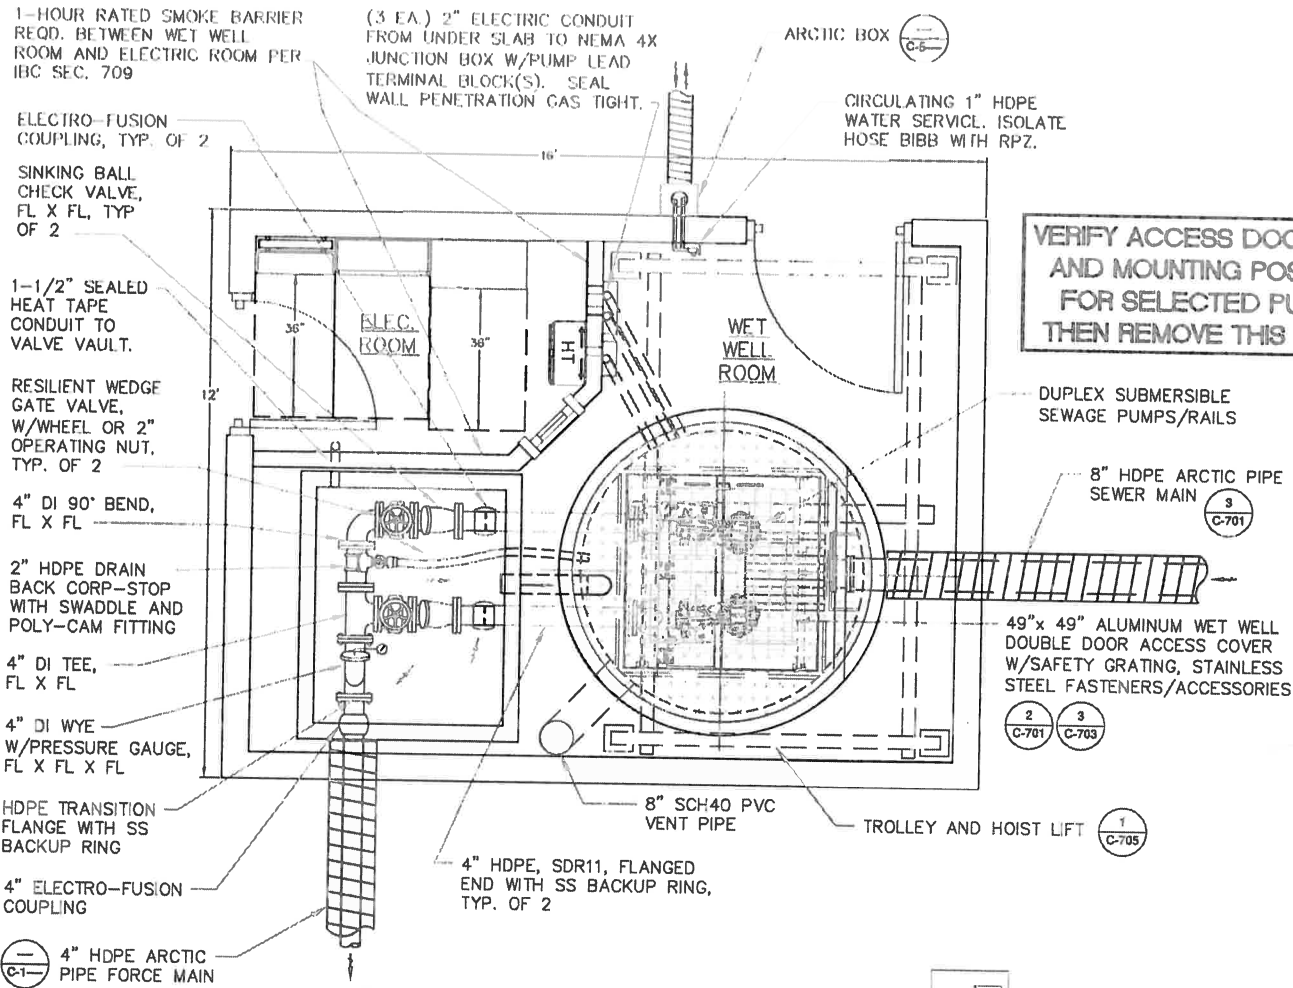 1-HOUR RATED SMOKE BARRIER
REQD. BETWEEN WET WELL
ROOM AND ELECTRIC ROOM PER
IBC SEC. 709
(3 EA.) 2" ELECTRIC CONDUIT
FROM UNDER SLAB TO NEMA 4X
JUNCTION BOX W/PUMP LEAD
TERMINAL BLOCK(S). SEAL
WALL PENETRATION GAS TIGHT.
ARCTIC BOX
C-5
CIRCULATING 1" HDPE
WATER SERVICE. ISOLATE
HOSE BIBB WITH RPZ.
ELECTRO-FUSION
COUPLING, TYP. OF 2
16'
SINKING BALL
CHECK VALVE,
FL X FL, TYP
OF 2
VERIFY ACCESS DOO
AND MOUNTING POS
FOR SELECTED PU
THEN REMOVE THIS
1-1/2" SEALED
HEAT TAPE
CONDUIT TO
VALVE VAULT.
36"
ELEC.
ROOM
36"
HT
WET
WELL
ROOM
12'
RESILIENT WEDGE
GATE VALVE,
W/WHEEL OR 2"
OPERATING NUT,
TYP. OF 2
DUPLEX SUBMERSIBLE
SEWAGE PUMPS/RAILS
8" HDPE ARCTIC PIPE
SEWER MAIN
3
C-701
4" DI 90° BEND,
FL X FL
2" HDPE DRAIN
BACK CORP-STOP
WITH SWADDLE AND
POLY-CAM FITTING
49"x 49" ALUMINUM WET WELL
DOUBLE DOOR ACCESS COVER
W/SAFETY GRATING, STAINLESS
STEEL FASTENERS/ACCESSORIES
2
C-701
3
C-703
4" DI TEE,
FL X FL
4" DI WYE
W/PRESSURE GAUGE,
FL X FL X FL
HDPE TRANSITION
FLANGE WITH SS
BACKUP RING
8" SCH40 PVC
VENT PIPE
TROLLEY AND HOIST LIFT
1
C-705
4" HDPE, SDR11, FLANGED
END WITH SS BACKUP RING,
TYP. OF 2
4" ELECTRO-FUSION
COUPLING
C-1
4" HDPE ARCTIC
PIPE FORCE MAIN